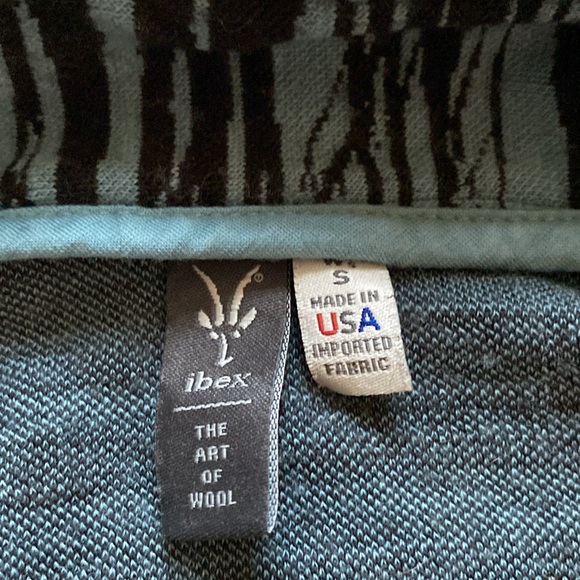 ibex
THE
ART
OF
WOOL
S
MADE IN
USA
IMPORTED
FABRIC